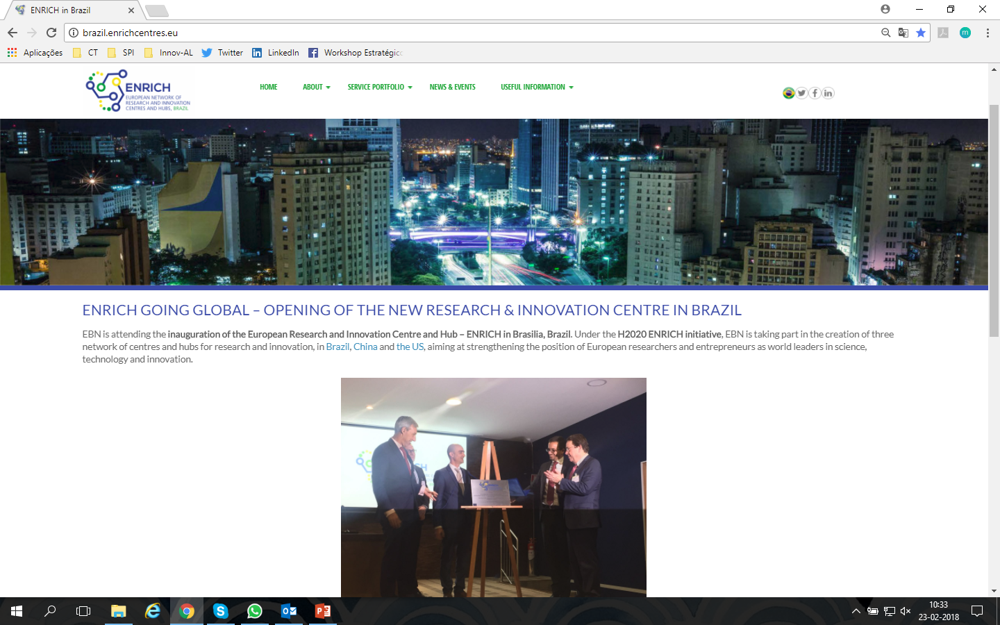 ENRICH in Brazil
brazil.enrichcentres.eu
Aplicações CT SPI Innov-AL Twitter LinkedIn Workshop Estratégico
ENRICH
EUROPEAN NETWORK OF
RESEARCH AND INNOVATION
CENTRES AND HUBS, BRAZIL
HOME ABOUT SERVICE PORTFOLIO NEWS & EVENTS USEFUL INFORMATION
ENRICH GOING GLOBAL – OPENING OF THE NEW RESEARCH & INNOVATION CENTRE IN BRAZIL
EBN is attending the inauguration of the European Research and Innovation Centre and Hub – ENRICH in Brasilia, Brazil. Under the H2020 ENRICH initiative, EBN is taking part in the creation of three
network of centres and hubs for research and innovation, in Brazil, China and the US, aiming at strengthening the position of European researchers and entrepreneurs as world leaders in science,
technology and innovation.
10:33
23-02-2018